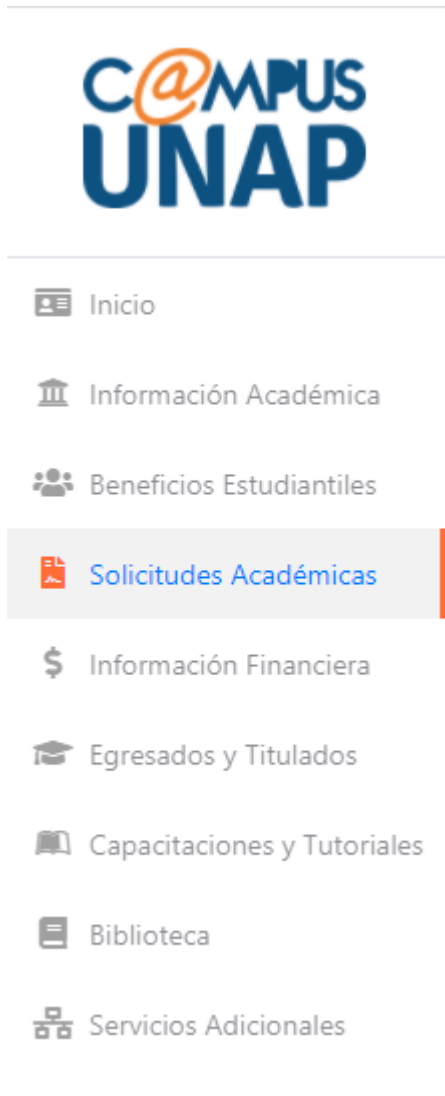 C@MPUS
UNAP
Inicio
Información Académica
Beneficios Estudiantiles
Solicitudes Académicas
Información Financiera
Egresados y Titulados
Capacitaciones y Tutoriales
Biblioteca
Servicios Adicionales